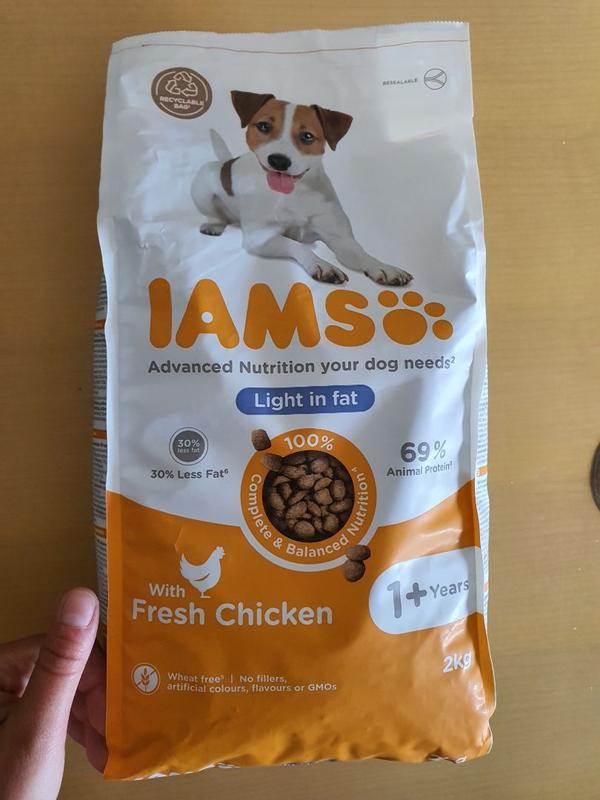 RECYCLABLE
BAG¹
RESEALABLE
IAMS
Advanced Nutrition your dog needs²
Light in fat
30%
less fat
30% Less Fat⁶
100%
Complete & Balanced Nutrition⁴
69%
Animal Protein³
With
Fresh Chicken
1+ Years
2kg
Wheat free⁵ | No fillers,
artificial colours, flavours or GMOs